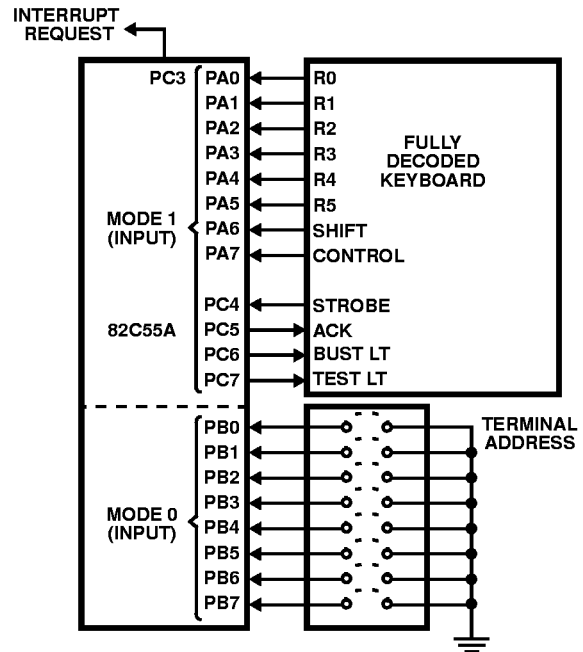 INTERRUPT
REQUEST
PC3 PA0 R0
PA1 R1
PA2 R2
PA3 R3
PA4 R4
PA5 R5
PA6 SHIFT
PA7 CONTROL
FULLY
DECODED
KEYBOARD
MODE 1
(INPUT)
PC4 STROBE
82C55A PC5 ACK
PC6 BUST LT
PC7 TEST LT
PB0
PB1
PB2
PB3
PB4
PB5
PB6
PB7
MODE 0
(INPUT)
TERMINAL
ADDRESS